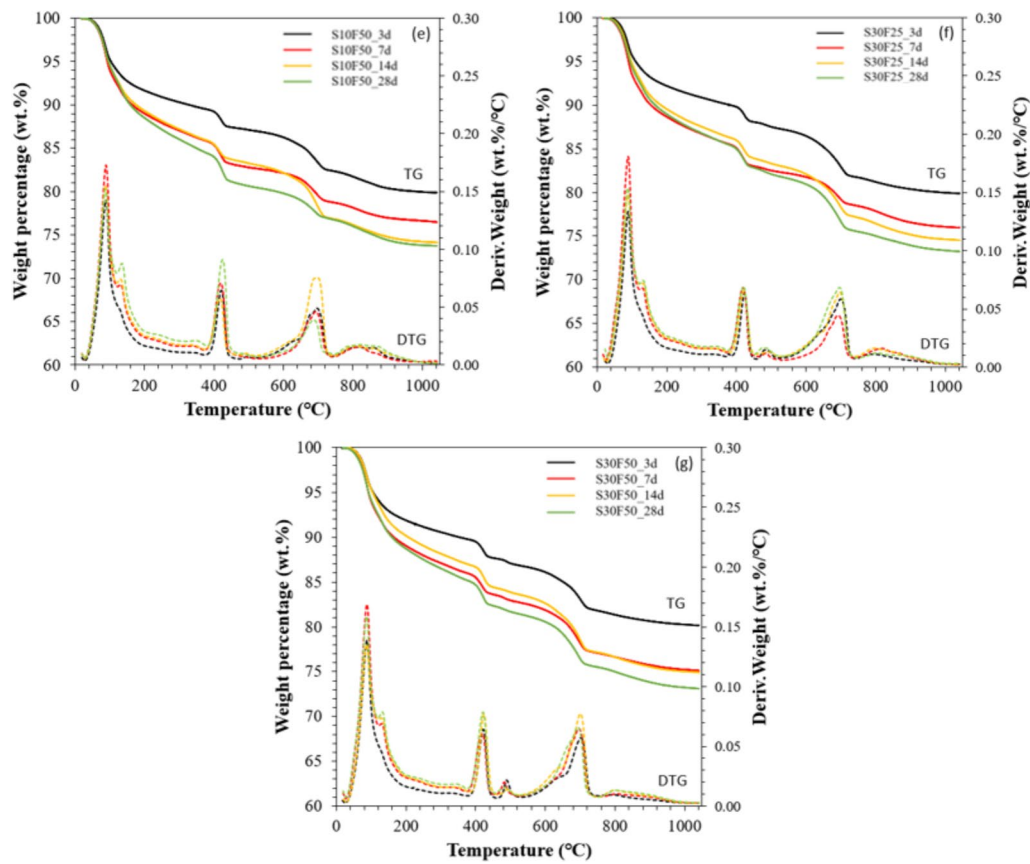 (e)
S10F50_3d
S10F50_7d
S10F50_14d
S10F50_28d
TG
DTG
Weight percentage (wt.%)
100
95
90
85
80
75
70
65
60
Deriv.Weight (wt.%/°C)
0.30
0.25
0.20
0.15
0.10
0.05
0.00
0 200 400 600 800 1000
Temperature (°C)
(f)
S30F25_3d
S30F25_7d
S30F25_14d
S30F25_28d
TG
DTG
Weight percentage (wt.%)
100
95
90
85
80
75
70
65
60
Deriv.Weight (wt.%/°C)
0.30
0.25
0.20
0.15
0.10
0.05
0.00
0 200 400 600 800 1000
Temperature (°C)
(g)
S30F50_3d
S30F50_7d
S30F50_14d
S30F50_28d
TG
DTG
Weight percentage (wt.%)
100
95
90
85
80
75
70
65
60
Deriv.Weight (wt.%/°C)
0.30
0.25
0.20
0.15
0.10
0.05
0.00
0 200 400 600 800 1000
Temperature (°C)